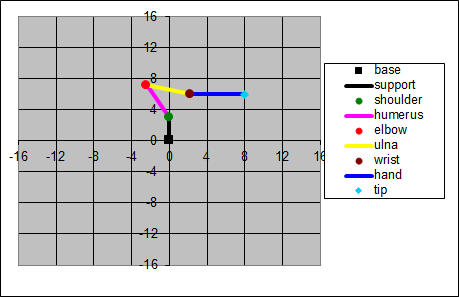 16
12
8
4
0
-16 -12 -8 -4 0 4 8 12 16
-4
-8
-12
-16
base
support
shoulder
humerus
elbow
ulna
wrist
hand
tip